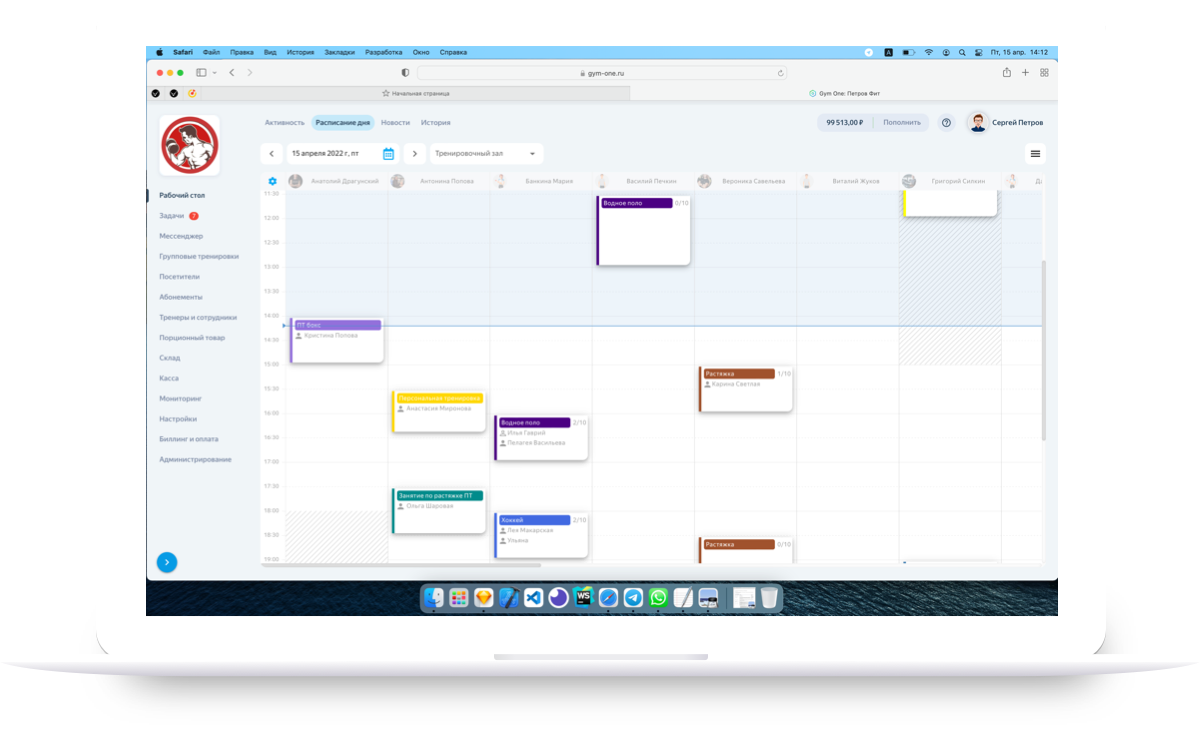 Safari Файл Правка Вид История Закладки Разработка Окно Справка
A
Пт, 15 апр. 14:12
gym-one.ru
Начальная страница
Gym One: Петров Фит
Активность Расписание дня Новости История
99 513,00 ₽ Пополнить
Сергей Петров
15 апреля 2022 г., пт
Тренировочный зал
Анатолий Драгунский Антонина Попова Банкина Мария Василий Печкин Вероника Савельева Виталий Жуков Григорий Силкин
Рабочий стол
Задачи 7
Мессенджер
Групповые тренировки
Посетители
Абонементы
Тренеры и сотрудники
Порционный товар
Склад
Касса
Мониторинг
Настройки
Биллинг и оплата
Администрирование
11:30
Водное поло 0/10
12:00
12:30
13:00
13:30
14:00
ПТ Бокс
Кристина Попова
14:30
15:00
Растяжка 1/10
Карина Светлая
15:30
Персональная тренировка
Анастасия Миронова
16:00
Водное поло 2/10
Илья Гаврий
Пелагея Васильева
16:30
17:00
17:30
Занятие по растяжке ПТ
Ольга Шаровая
18:00
Хоккей 2/10
Лея Макарская
Ульяна
18:30
Растяжка 0/10
19:00
WS